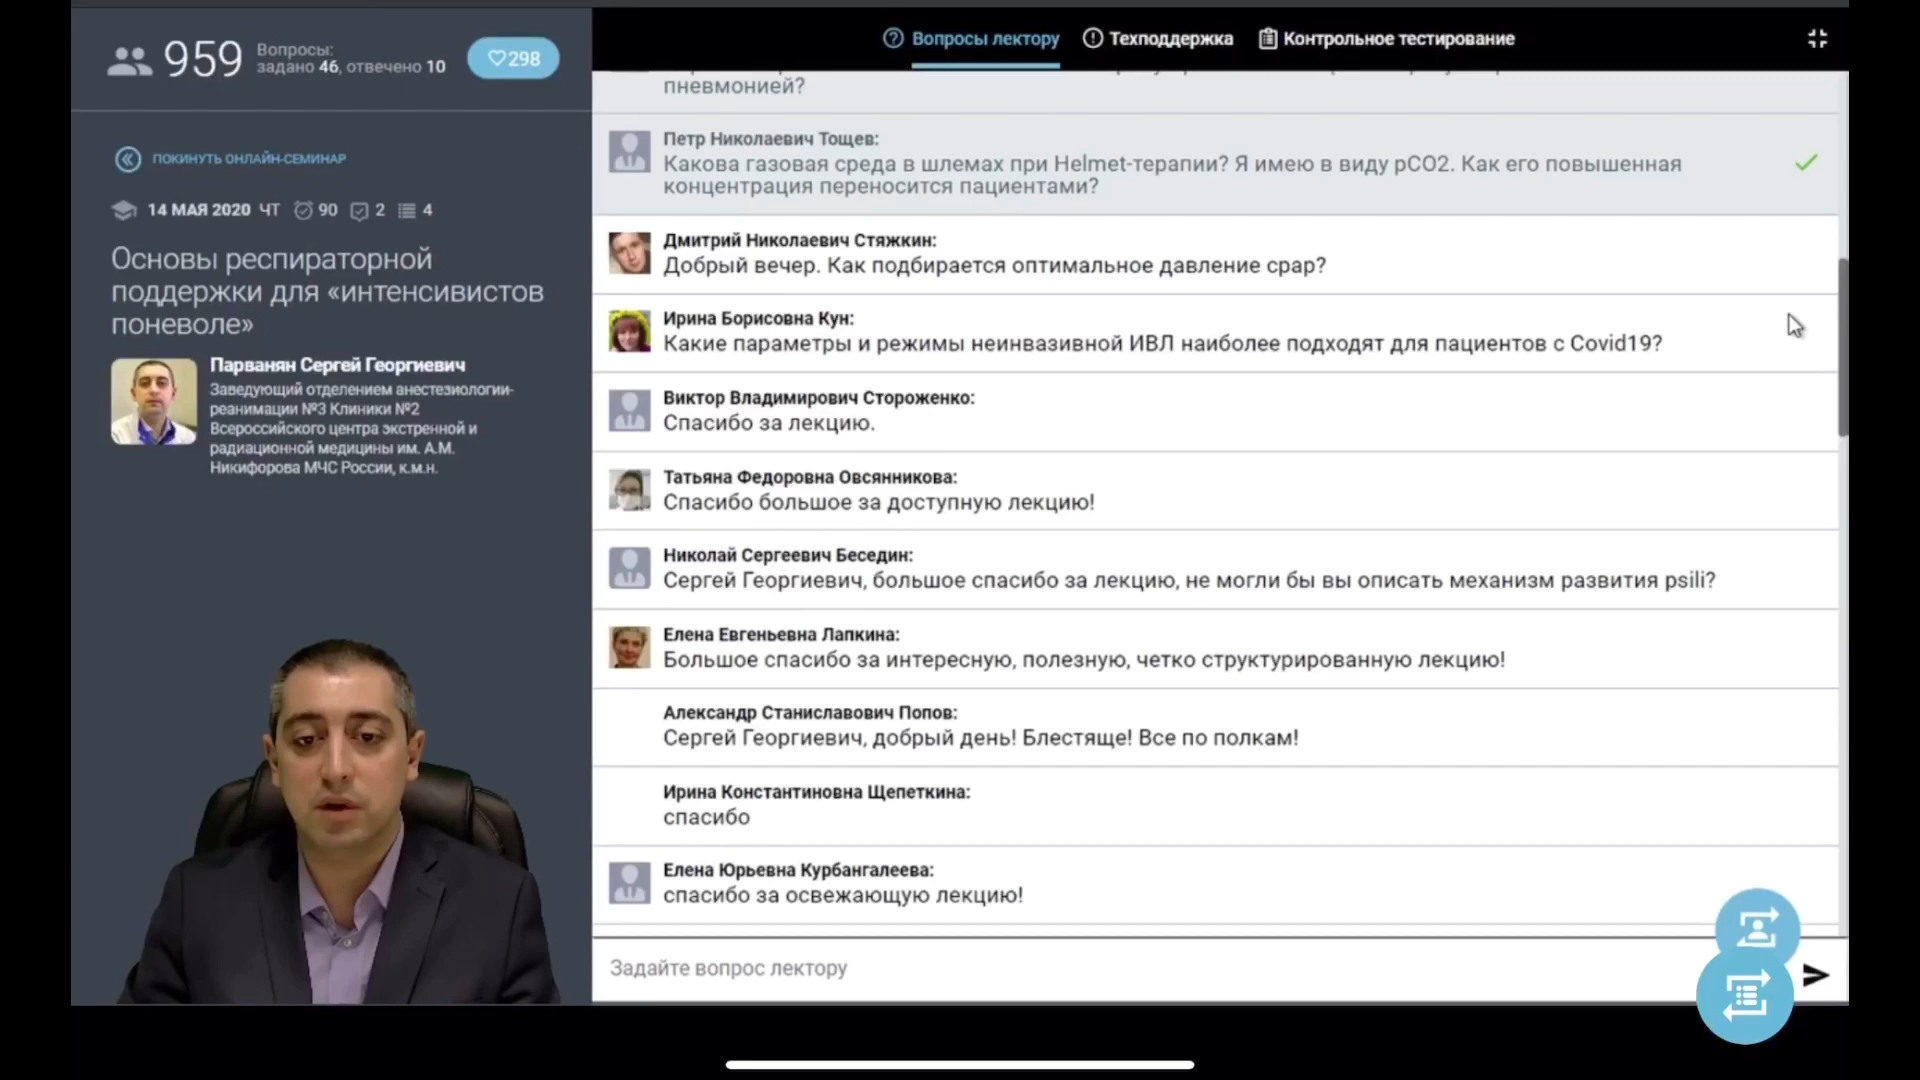 959
Вопросы:
задано 46, отвечено 10
298
Вопросы лектору
Техподдержка
Контрольное тестирование
ПОКИНУТЬ ОНЛАЙН-СЕМИНАР
14 МАЯ 2020 ЧТ 90 2 4
Основы респираторной
поддержки для «интенсивистов
поневоле»
Парванян Сергей Георгиевич
Заведующий отделением анестезиологии-
реанимации №3 Клиники №2
Всероссийского центра экстренной и
радиационной медицины им. А.М.
Никифорова МЧС России, к.м.н.
пневмонией?
Петр Николаевич Тощев:
Какова газовая среда в шлемах при Helmet-терапии? Я имею в виду pCO2. Как его повышенная
концентрация переносится пациентами?
Дмитрий Николаевич Стяжкин:
Добрый вечер. Как подбирается оптимальное давление cpap?
Ирина Борисовна Кун:
Какие параметры и режимы неинвазивной ИВЛ наиболее подходят для пациентов с Covid19?
Виктор Владимирович Стороженко:
Спасибо за лекцию.
Татьяна Федоровна Овсянникова:
Спасибо большое за доступную лекцию!
Николай Сергеевич Беседин:
Сергей Георгиевич, большое спасибо за лекцию, не могли бы вы описать механизм развития psili?
Елена Евгеньевна Лапкина:
Большое спасибо за интересную, полезную, четко структурированную лекцию!
Александр Станиславович Попов:
Сергей Георгиевич, добрый день! Блестяще! Все по полкам!
Ирина Константиновна Щепеткина:
спасибо
Елена Юрьевна Курбангалеева:
спасибо за освежающую лекцию!
Задайте вопрос лектору